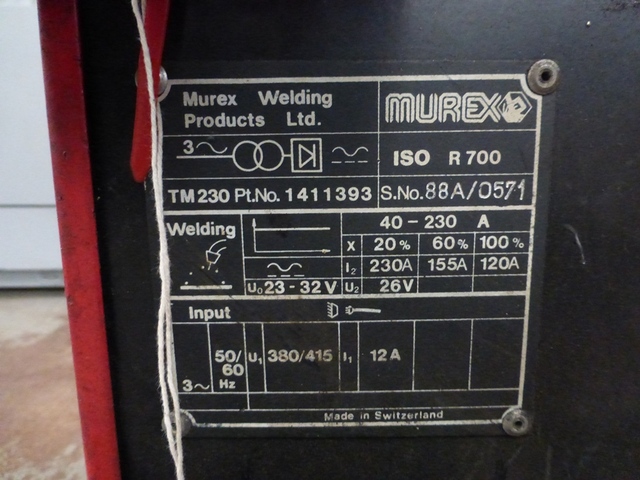 Murex Welding
Products Ltd.
MUREX
3~
ISO R 700
TM 230 Pt.No. 1411393 S.No. 88A/0571
Welding
40 - 230 A
X 20% 60% 100%
I2 230A 155A 120A
U0 23 - 32 V U2 26V
Input
3~ 50/60 Hz U1 380/415 I1 12 A
Made in Switzerland